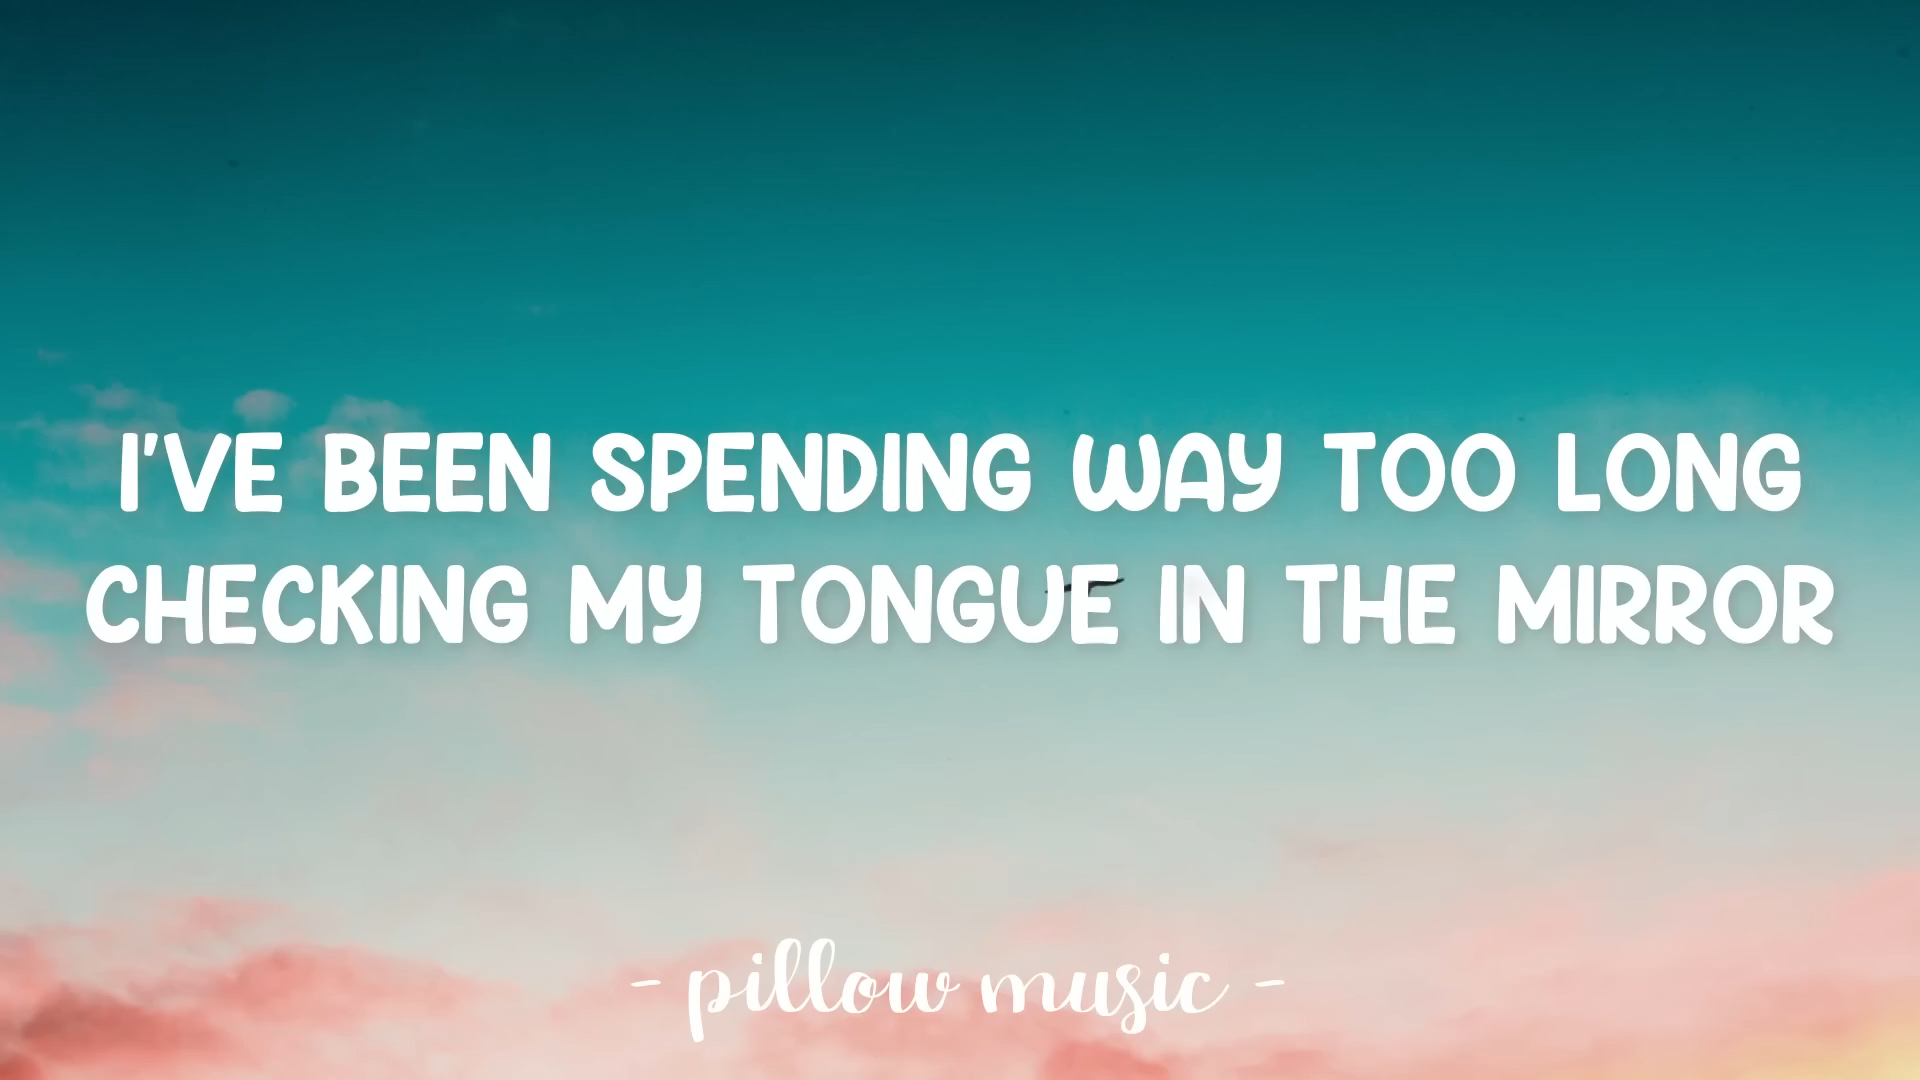 I'VE BEEN SPENDING WAY TOO LONG
CHECKING MY TONGUE IN THE MIRROR
- pillow music -